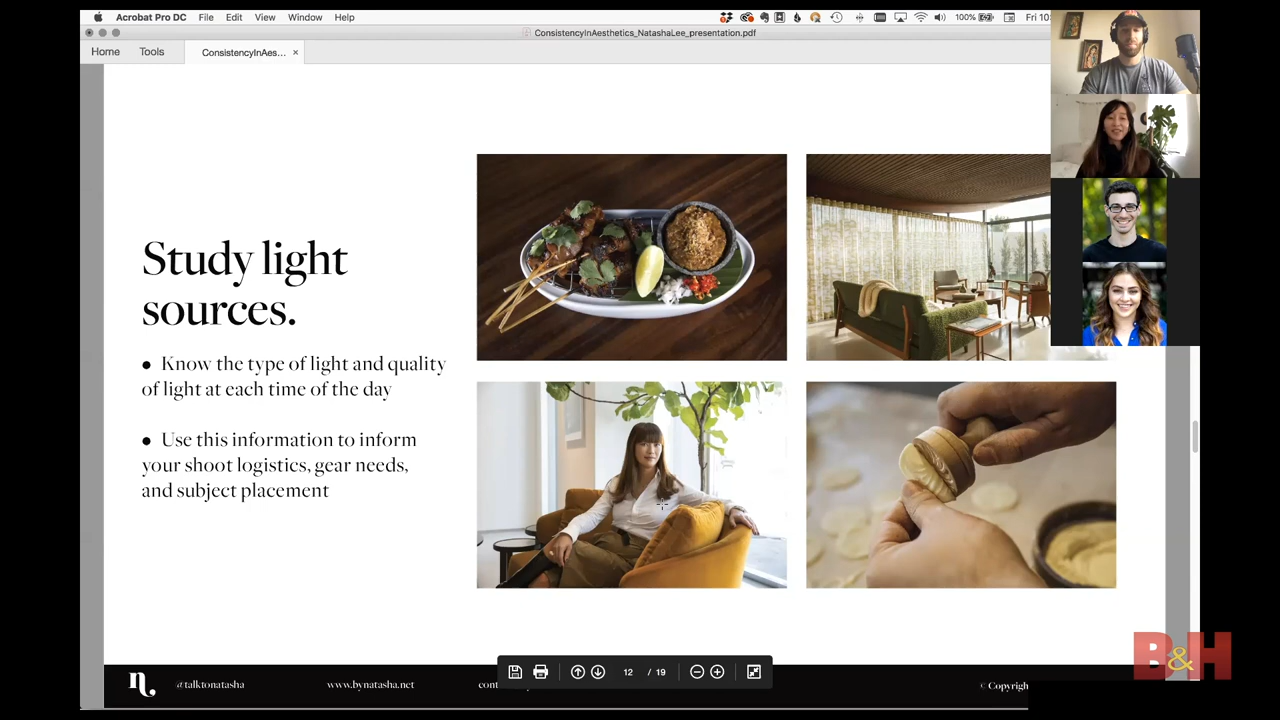 Acrobat Pro DC File Edit View Window Help 100% Fri 10
ConsistencyInAesthetics_NatashaLee_presentation.pdf
Home Tools ConsistencyInAes... ×
Study light
sources.
● Know the type of light and quality
of light at each time of the day
● Use this information to inform
your shoot logistics, gear needs,
and subject placement
12 / 19
n.
@talktonatasha www.bynatasha.net
© Copyright
B&H